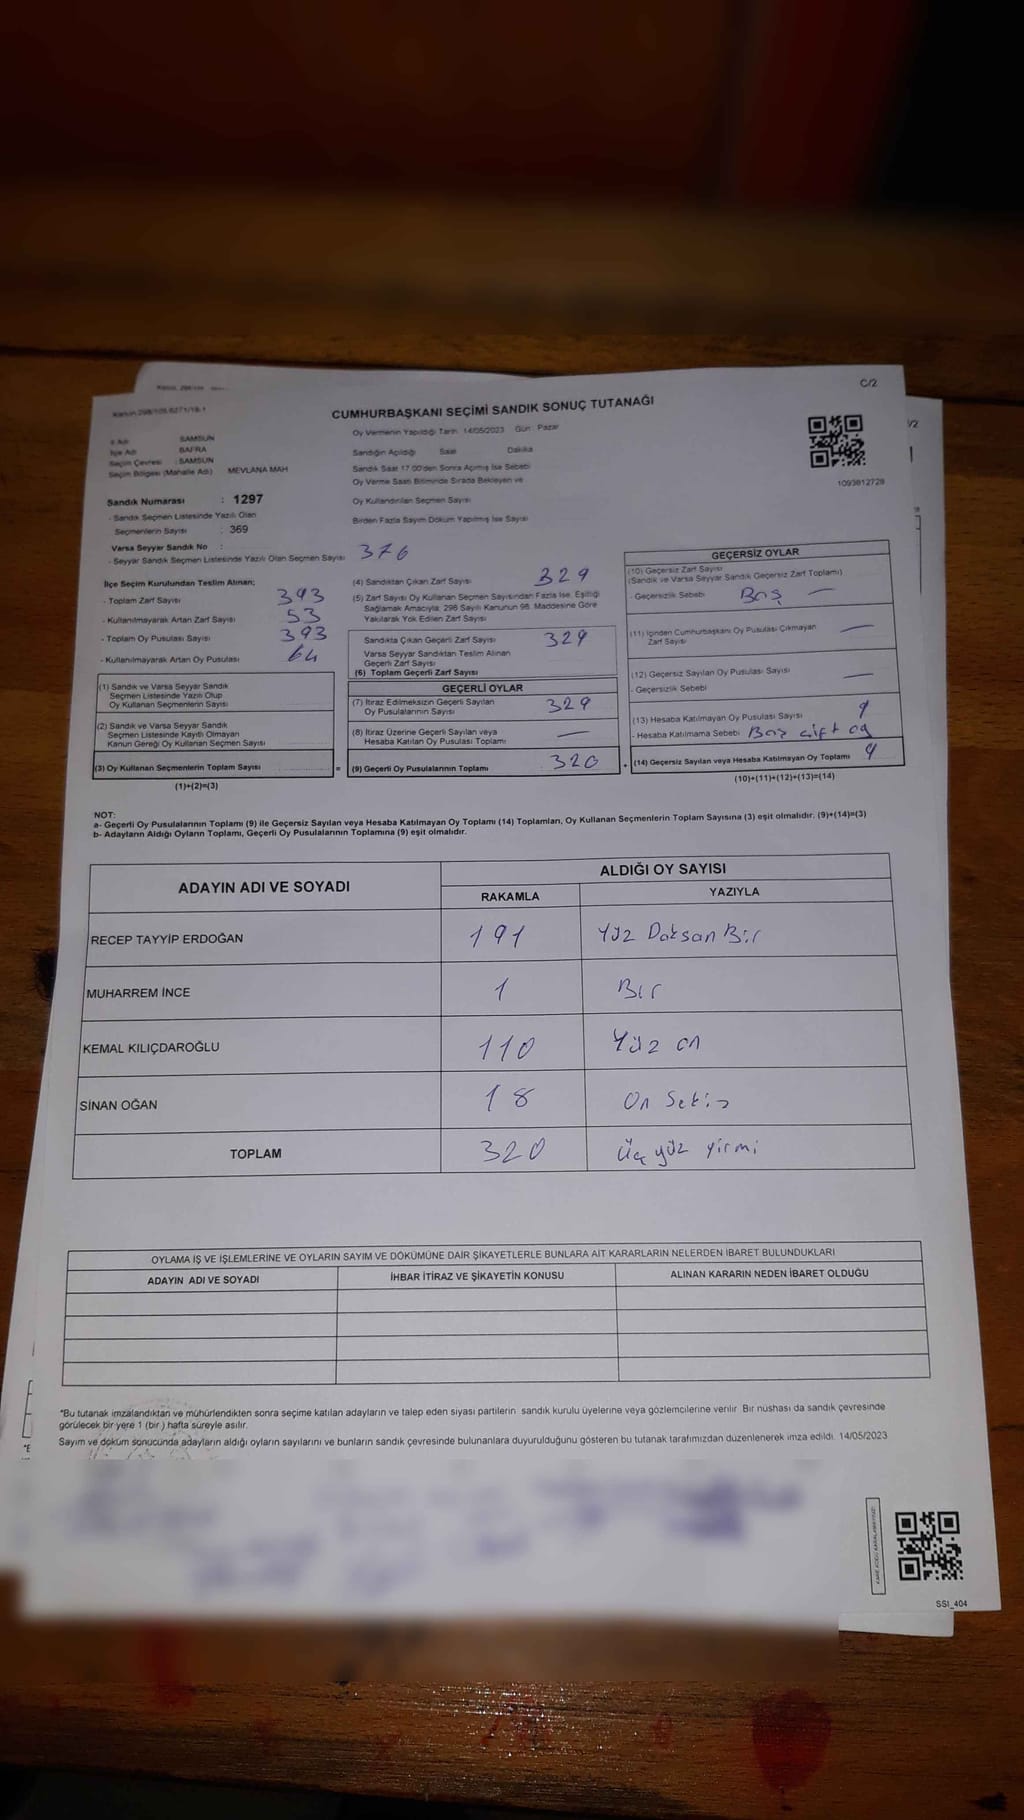 C/2
CUMHURBAŞKANI SEÇİMİ SANDIK SONUÇ TUTANAĞI
İl Adı SAMSUN
İlçe Adı BAFRA
Seçim Çevresi : SAMSUN
Seçim Bölgesi (Mahalle Adı) MEVLANA MAH
Oy Vermenin Yapıldığı Tarih 14/05/2023 Gün : Pazar
Sandığın Açıldığı Saat Dakika
Sandık Saat 17:00'den Sonra Açılmış İse Sebebi
Oy Verme Saati Bitiminde Sırada Bekleyen ve
Oy Kullandırılan Seçmen Sayısı
Birden Fazla Sayım Döküm Yapılmış İse Sayısı
1093812728
Sandık Numarası : 1297
- Sandık Seçmen Listesinde Yazılı Olan
Seçmenlerin Sayısı : 369
Varsa Seyyar Sandık No :
- Seyyar Sandık Seçmen Listesinde Yazılı Olan Seçmen Sayısı 376
İlçe Seçim Kurulundan Teslim Alınan;
- Toplam Zarf Sayısı 393
- Kullanılmayarak Artan Zarf Sayısı 53
- Toplam Oy Pusulası Sayısı 393
- Kullanılmayarak Artan Oy Pusulası 64
(1) Sandık ve Varsa Seyyar Sandık
Seçmen Listesinde Yazılı Olup
Oy Kullanan Seçmenlerin Sayısı
(2) Sandık ve Varsa Seyyar Sandık
Seçmen Listesinde Kayıtlı Olmayan
Kanun Gereği Oy Kullanan Seçmen Sayısı
(3) Oy Kullanan Seçmenlerin Toplam Sayısı =
(1)+(2)=(3)
(4) Sandıktan Çıkan Zarf Sayısı 329
(5) Zarf Sayısı Oy Kullanan Seçmen Sayısından Fazla İse, Eşitliği
Sağlamak Amacıyla, 298 Sayılı Kanunun 98. Maddesine Göre
Yakılarak Yok Edilen Zarf Sayısı
Sandıkta Çıkan Geçerli Zarf Sayısı 329
Varsa Seyyar Sandıktan Teslim Alınan
Geçerli Zarf Sayısı
(6) Toplam Geçerli Zarf Sayısı
GEÇERLİ OYLAR
(7) İtiraz Edilmeksizin Geçerli Sayılan
Oy Pusulalarının Sayısı 329
(8) İtiraz Üzerine Geçerli Sayılan veya
Hesaba Katılan Oy Pusulası Toplamı —
(9) Geçerli Oy Pusulalarının Toplamı 320 +
GEÇERSİZ OYLAR
(10) Geçersiz Zarf Sayısı
(Sandık ve Varsa Seyyar Sandık Geçersiz Zarf Toplamı)
- Geçersizlik Sebebi Boş —
(11) İçinden Cumhurbaşkanı Oy Pusulası Çıkmayan
Zarf Sayısı —
(12) Geçersiz Sayılan Oy Pusulası Sayısı —
- Geçersizlik Sebebi
(13) Hesaba Katılmayan Oy Pusulası Sayısı 9
- Hesaba Katılmama Sebebi çift oy
(14) Geçersiz Sayılan veya Hesaba Katılmayan Oy Toplamı 9
(10)+(11)+(12)+(13)=(14)
NOT:
a- Geçerli Oy Pusulalarının Toplamı (9) ile Geçersiz Sayılan veya Hesaba Katılmayan Oy Toplamı (14) Toplamları, Oy Kullanan Seçmenlerin Toplam Sayısına (3) eşit olmalıdır. (9)+(14)=(3)
b- Adayların Aldığı Oyların Toplamı, Geçerli Oy Pusulalarının Toplamına (9) eşit olmalıdır.
ADAYIN ADI VE SOYADI ALDIĞI OY SAYISI
RAKAMLA YAZIYLA
RECEP TAYYİP ERDOĞAN 191 Yüz Doksan Bir
MUHARREM İNCE 1 Bir
KEMAL KILIÇDAROĞLU 110 Yüz on
SİNAN OĞAN 18 On Sekiz
TOPLAM 320 Üç yüz yirmi
OYLAMA İŞ VE İŞLEMLERİNE VE OYLARIN SAYIM VE DÖKÜMÜNE DAİR ŞİKAYETLERLE BUNLARA AİT KARARLARIN NELERDEN İBARET BULUNDUKLARI
ADAYIN ADI VE SOYADI İHBAR İTİRAZ VE ŞİKAYETİN KONUSU ALINAN KARARIN NEDEN İBARET OLDUĞU
*Bu tutanak imzalandıktan ve mühürlendikten sonra seçime katılan adayların ve talep eden siyasi partilerin sandık kurulu üyelerine veya gözlemcilerine verilir. Bir nüshası da sandık çevresinde
görülecek bir yere 1 (bir ) hafta süreyle asılır.
Sayım ve döküm sonucunda adayların aldığı oyların sayılarını ve bunların sandık çevresinde bulunanlara duyurulduğunu gösteren bu tutanak tarafımızdan düzenlenerek imza edildi. 14/05/2023
SSI_404